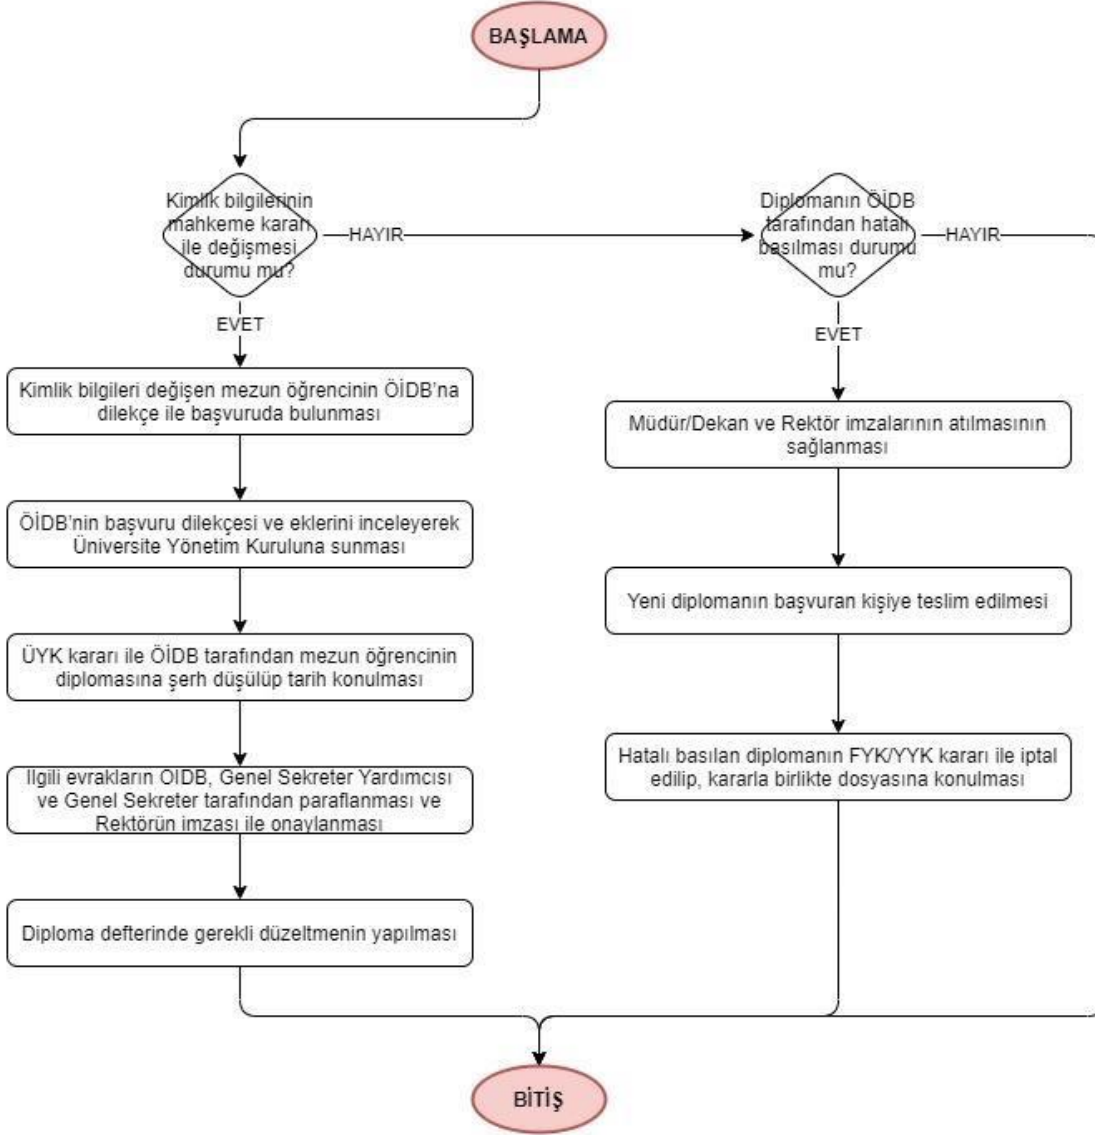 BAŞLAMA
Kimlik bilgilerinin
mahkeme kararı
ile değişmesi
durumu mu?
HAYIR
Diplomanın ÖİDB
tarafından hatalı
basılması durumu
mu?
HAYIR
EVET
EVET
Kimlik bilgileri değişen mezun öğrencinin ÖİDB'na
dilekçe ile başvuruda bulunması
Müdür/Dekan ve Rektör imzalarının atılmasının
sağlanması
ÖİDB'nin başvuru dilekçesi ve eklerini inceleyerek
Üniversite Yönetim Kuruluna sunması
Yeni diplomanın başvuran kişiye teslim edilmesi
ÜYK kararı ile ÖİDB tarafından mezun öğrencinin
diplomasına şerh düşülüp tarih konulması
Hatalı basılan diplomanın FYK/YYK kararı ile iptal
edilip, kararla birlikte dosyasına konulması
İlgili evrakların ÖİDB, Genel Sekreter Yardımcısı
ve Genel Sekreter tarafından paraflanması ve
Rektörün imzası ile onaylanması
Diploma defterinde gerekli düzeltmenin yapılması
BİTİŞ